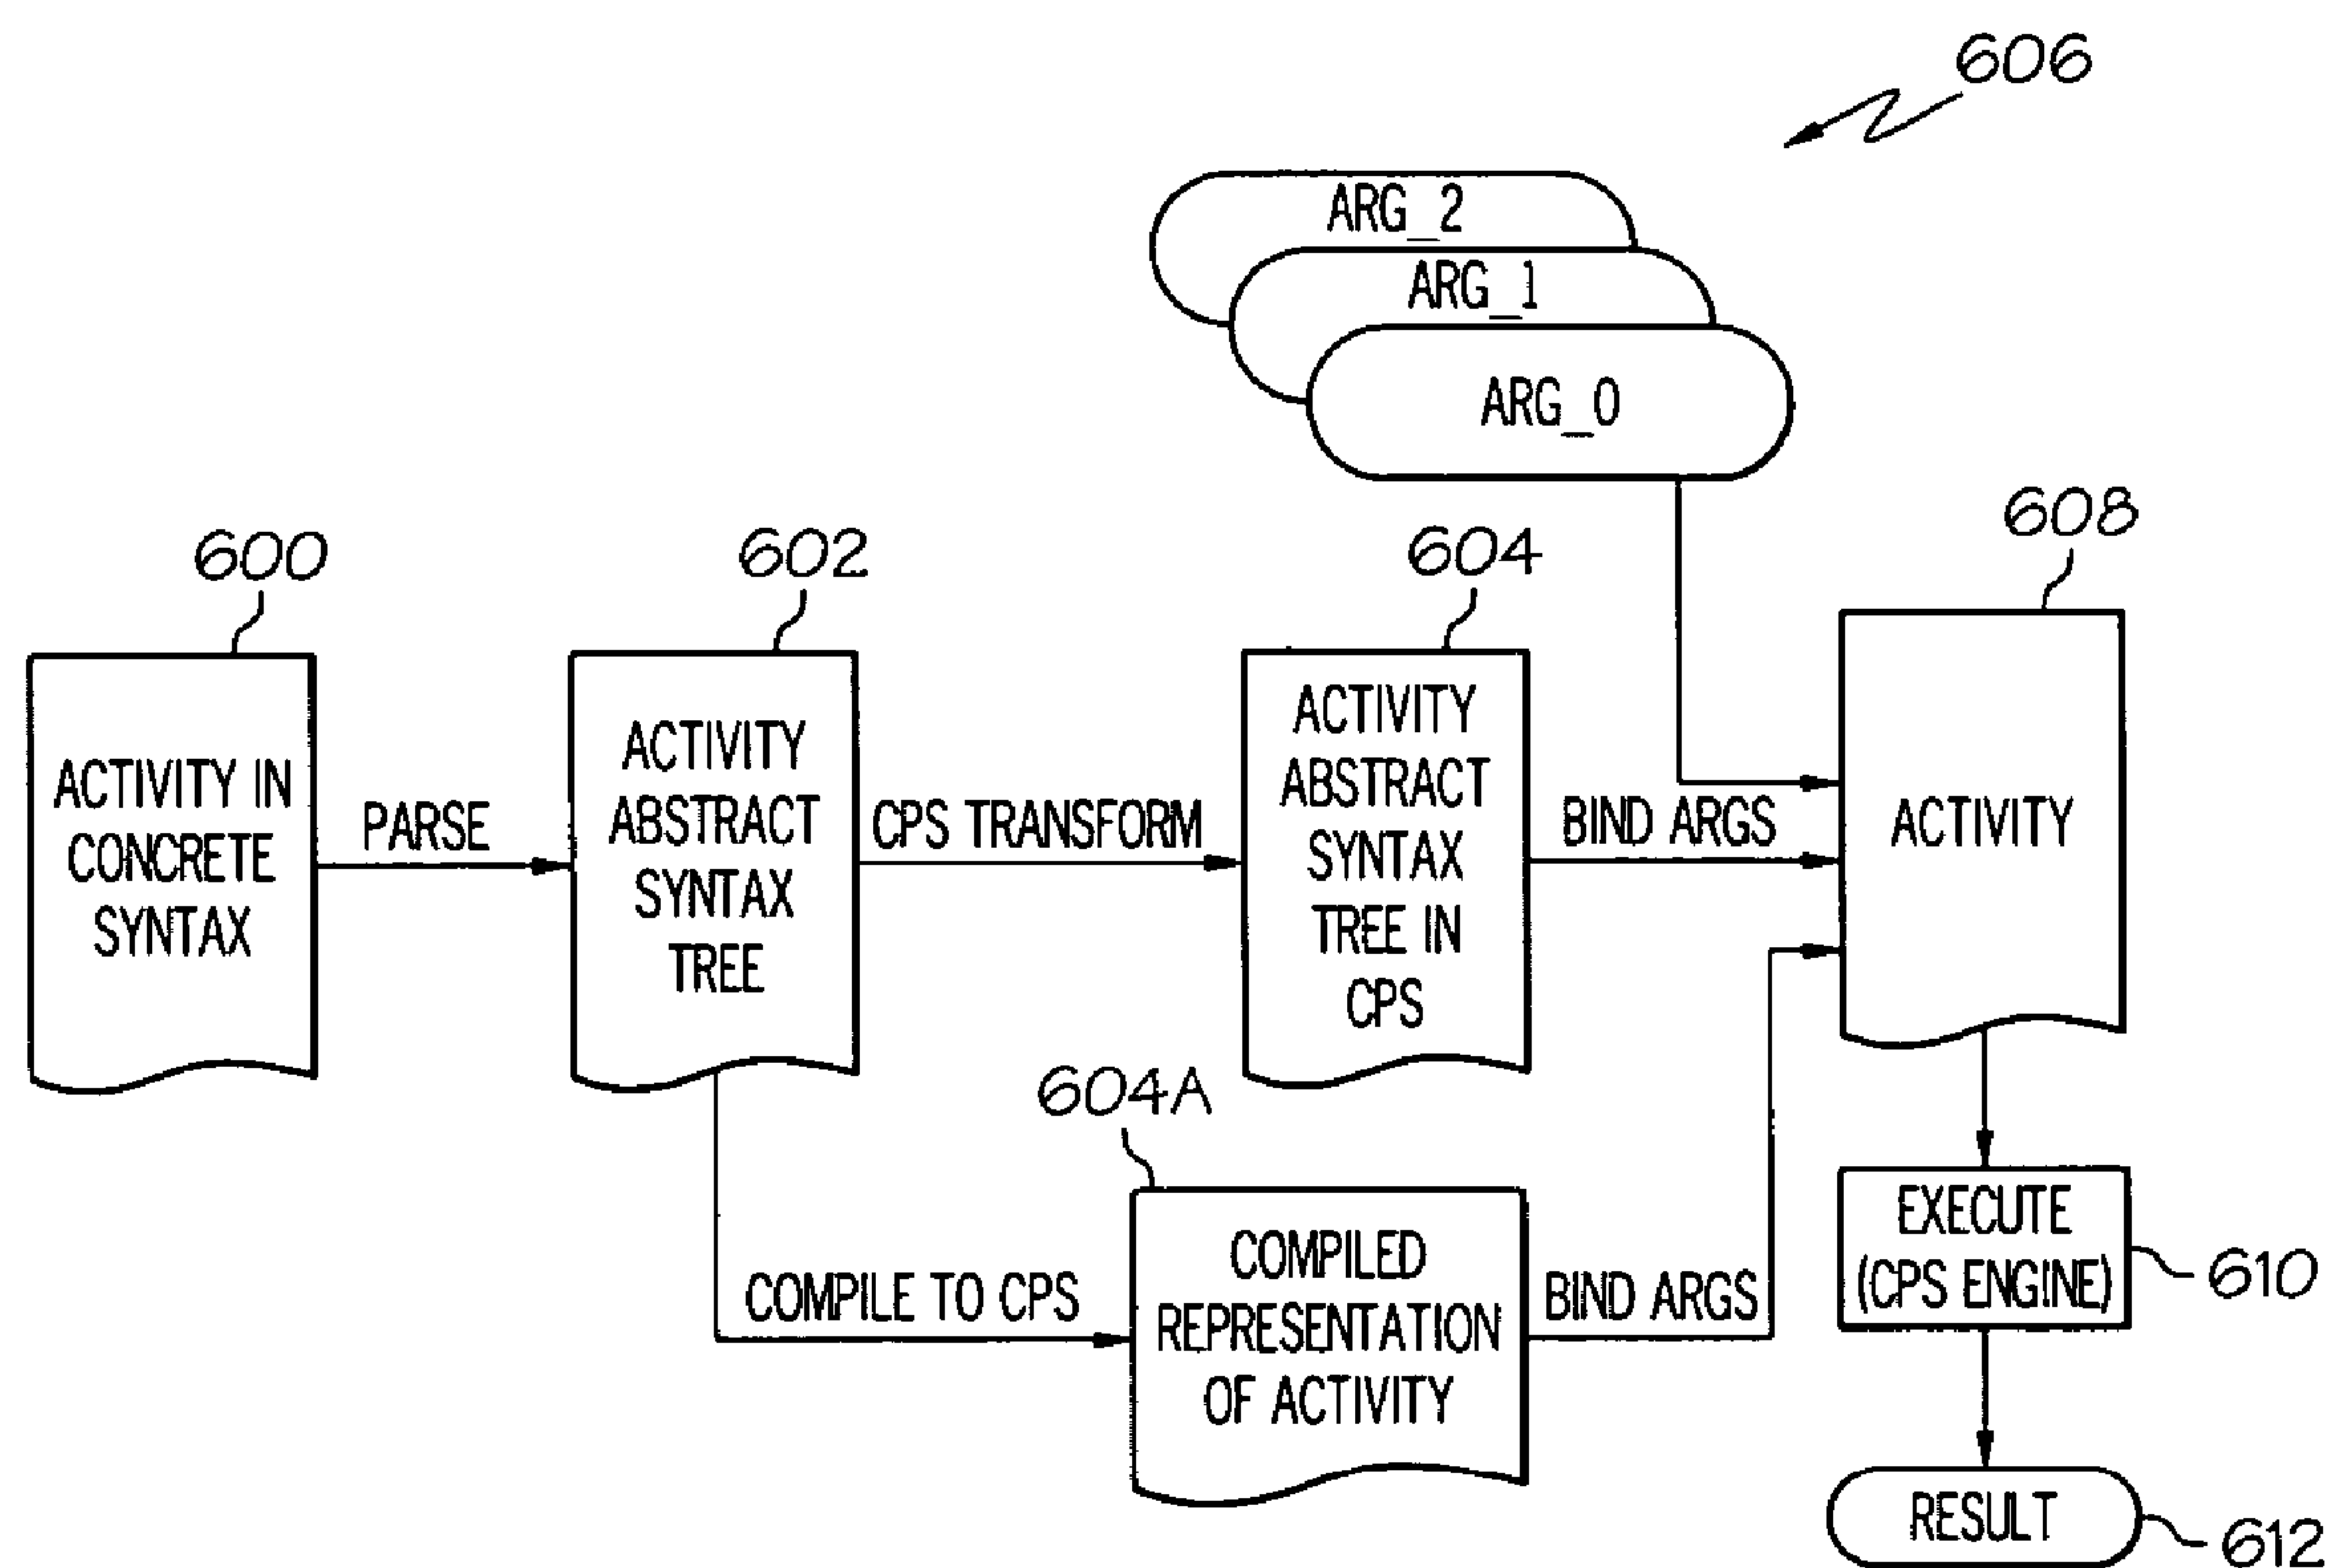 606
ARG_2
ARG_1
ARG_0
600
602
604
608
ACTIVITY IN
CONCRETE
SYNTAX
PARSE
ACTIVITY
ABSTRACT
SYNTAX
TREE
CPS TRANSFORM
ACTIVITY
ABSTRACT
SYNTAX
TREE IN
CPS
BIND ARGS
ACTIVITY
604A
COMPILE TO CPS
COMPILED
REPRESENTATION
OF ACTIVITY
BIND ARGS
EXECUTE
(CPS ENGINE)
610
RESULT
612